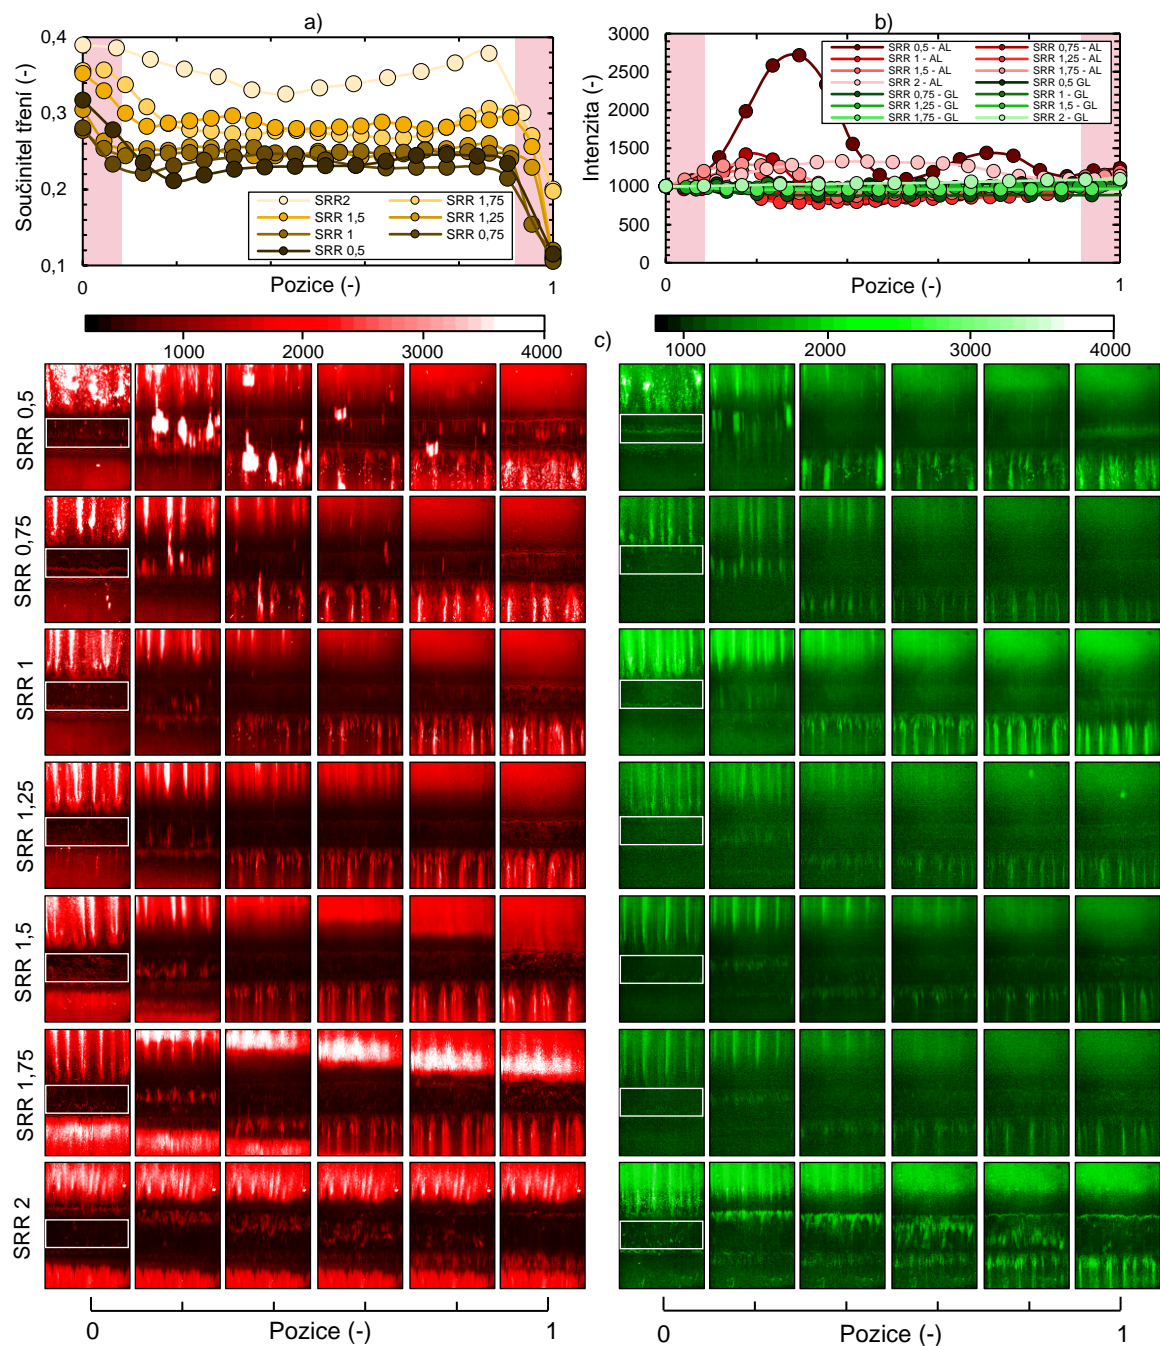 a)
Součinitel tření (-)
0,4
0,3
0,2
0,1
SRR2
SRR 1,75
SRR 1,5
SRR 1,25
SRR 1
SRR 0,75
SRR 0,5
0
Pozice (-)
1
b)
Intenzita (-)
3000
2500
2000
1500
1000
500
0
SRR 0,5 - AL
SRR 0,75 - AL
SRR 1 - AL
SRR 1,25 - AL
SRR 1,5 - AL
SRR 1,75 - AL
SRR 2 - AL
SRR 0,5 GL
SRR 0,75 - GL
SRR 1 - GL
SRR 1,25 - GL
SRR 1,5 - GL
SRR 1,75 - GL
SRR 2 - GL
0
Pozice (-)
1
c)
1000
2000
3000
4000
1000
2000
3000
4000
SRR 0,5
SRR 0,75
SRR 1
SRR 1,25
SRR 1,5
SRR 1,75
SRR 2
0
Pozice (-)
1
0
Pozice (-)
1